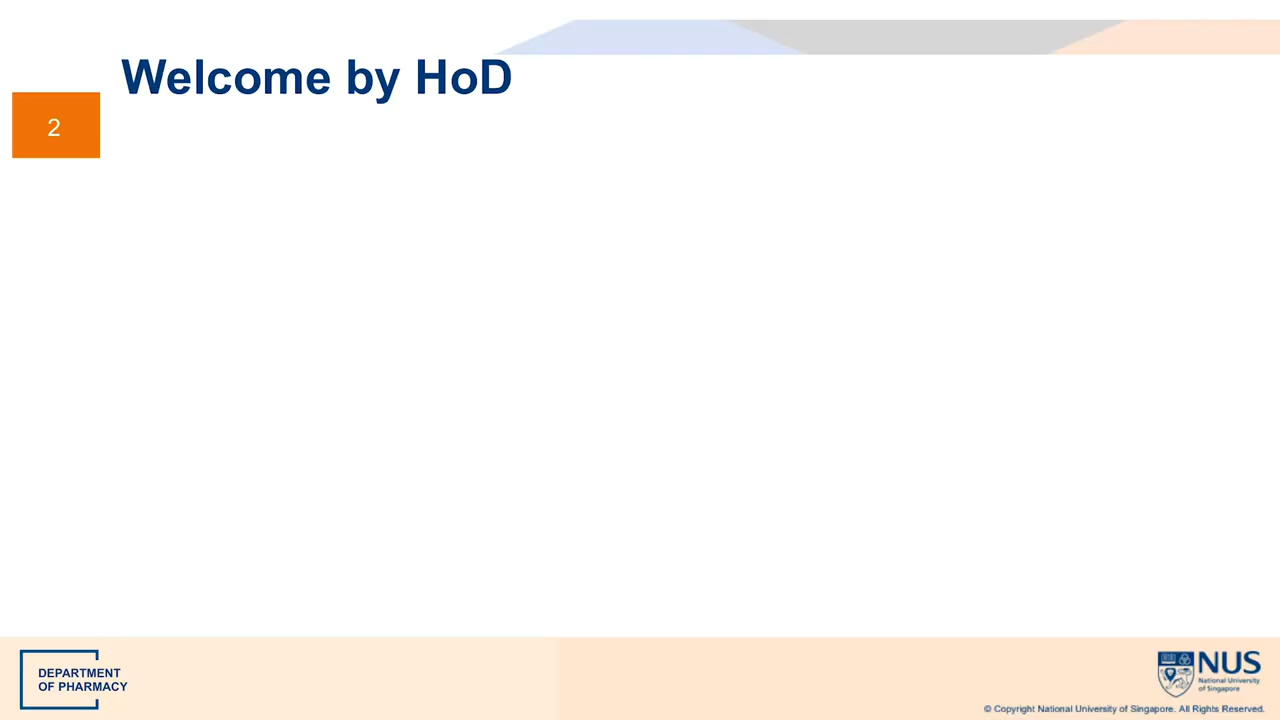 Welcome by HoD
2
DEPARTMENT
OF PHARMACY
NUS
National University
of Singapore
© Copyright National University of Singapore. All Rights Reserved.